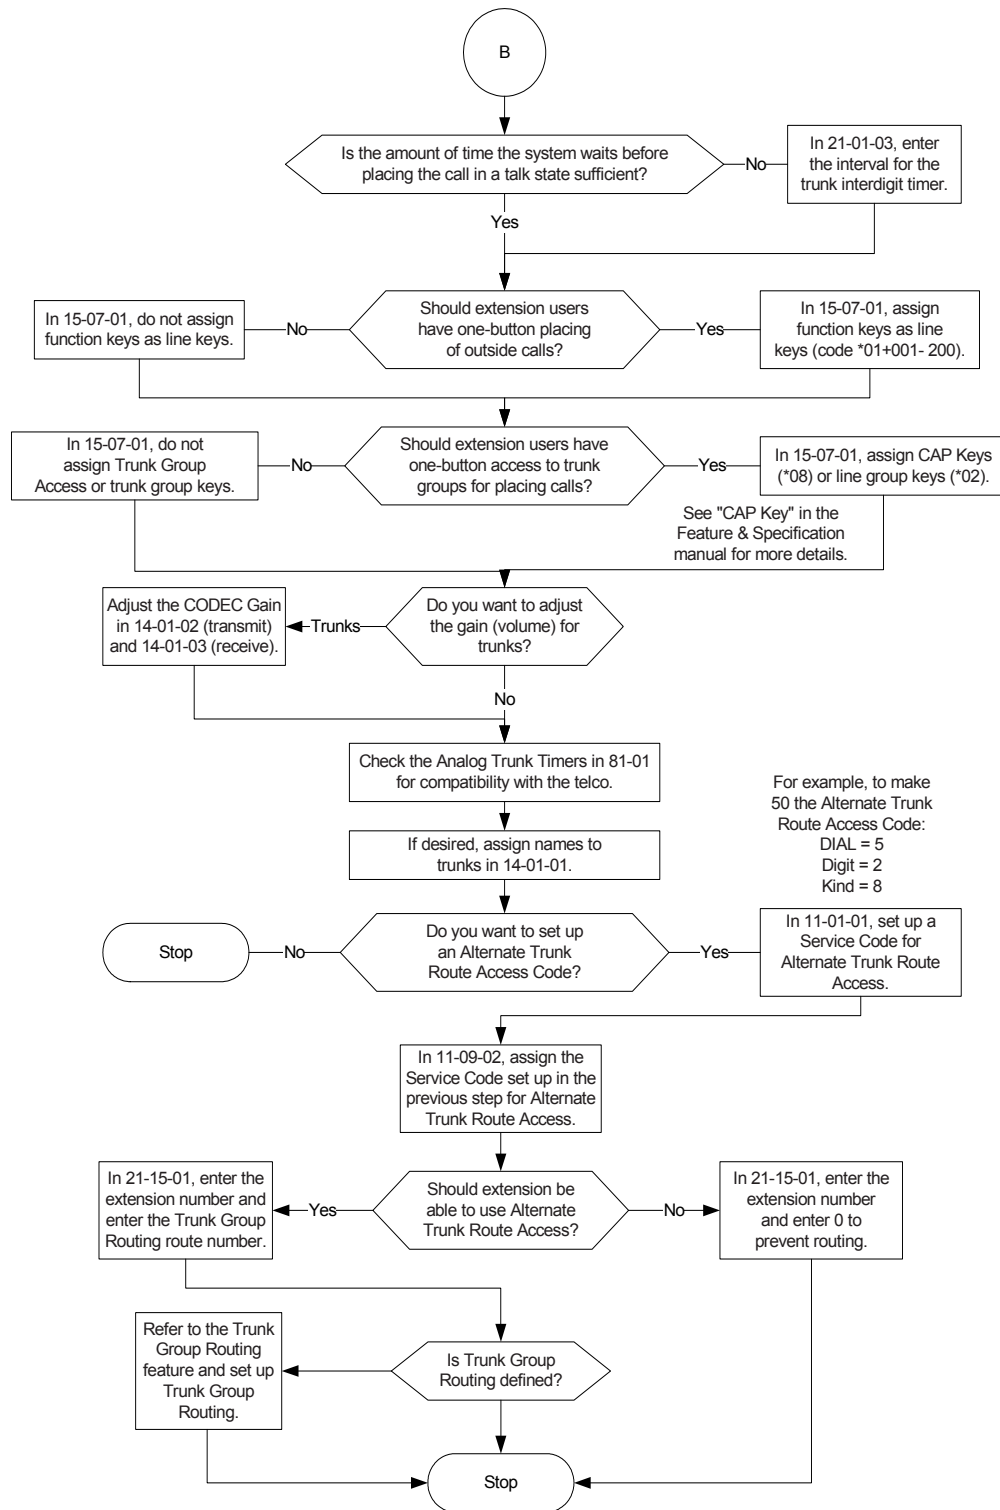 B
Is the amount of time the system waits before
placing the call in a talk state sufficient?
No
In 21-01-03, enter
the interval for the
trunk interdigit timer.
Yes
In 15-07-01, do not assign
function keys as line keys.
No
Should extension users
have one-button placing
of outside calls?
Yes
In 15-07-01, assign
function keys as line
keys (code *01+001- 200).
In 15-07-01, do not
assign Trunk Group
Access or trunk group keys.
No
Should extension users have
one-button access to trunk
groups for placing calls?
Yes
In 15-07-01, assign CAP Keys
(*08) or line group keys (*02).
See "CAP Key" in the
Feature & Specification
manual for more details.
Adjust the CODEC Gain
in 14-01-02 (transmit)
and 14-01-03 (receive).
Trunks
Do you want to adjust
the gain (volume) for
trunks?
No
Check the Analog Trunk Timers in 81-01
for compatibility with the telco.
If desired, assign names to
trunks in 14-01-01.
For example, to make
50 the Alternate Trunk
Route Access Code:
DIAL = 5
Digit = 2
Kind = 8
Stop
No
Do you want to set up
an Alternate Trunk
Route Access Code?
Yes
In 11-01-01, set up a
Service Code for
Alternate Trunk Route
Access.
In 11-09-02, assign the
Service Code set up in the
previous step for Alternate
Trunk Route Access.
In 21-15-01, enter the
extension number and
enter the Trunk Group
Routing route number.
Yes
Should extension be
able to use Alternate
Trunk Route Access?
No
In 21-15-01, enter the
extension number
and enter 0 to
prevent routing.
Refer to the Trunk
Group Routing
feature and set up
Trunk Group
Routing.
Is Trunk Group
Routing defined?
Stop